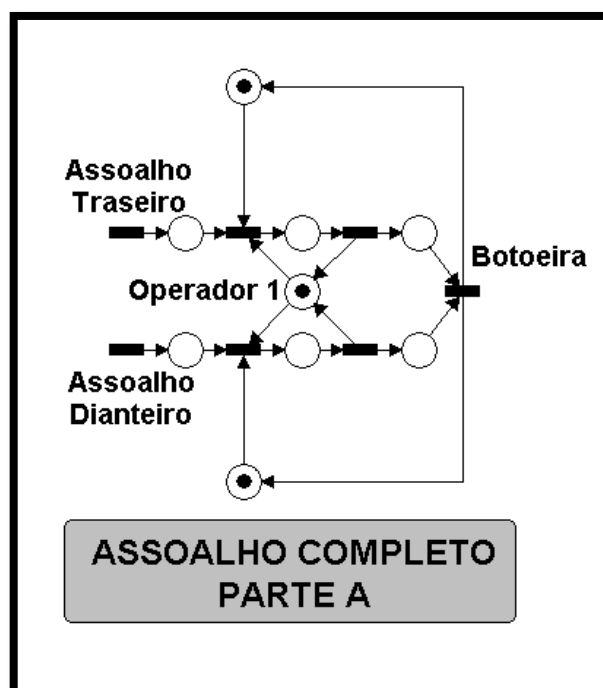 Assoalho
Traseiro
Botoeira
Operador 1
Assoalho
Dianteiro
ASSOALHO COMPLETO
PARTE A